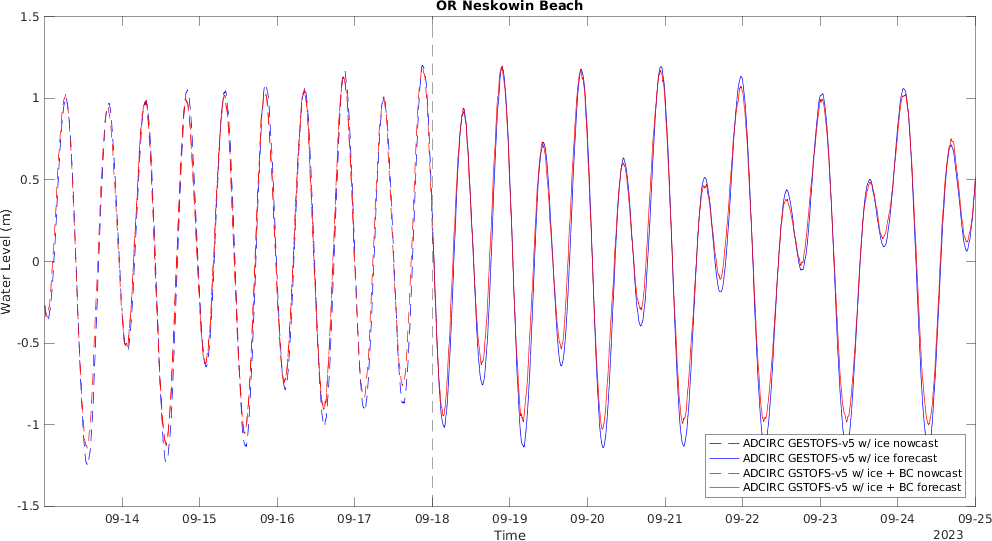 OR Neskowin Beach
1.5
1
0.5
0
-0.5
-1
-1.5
Water Level (m)
ADCIRC GESTOFS-v5 w/ ice nowcast
ADCIRC GESTOFS-v5 w/ ice forecast
ADCIRC GSTOFS-v5 w/ ice + BC nowcast
ADCIRC GSTOFS-v5 w/ ice + BC forecast
09-14 09-15 09-16 09-17 09-18 09-19 09-20 09-21 09-22 09-23 09-24 09-25
Time
2023